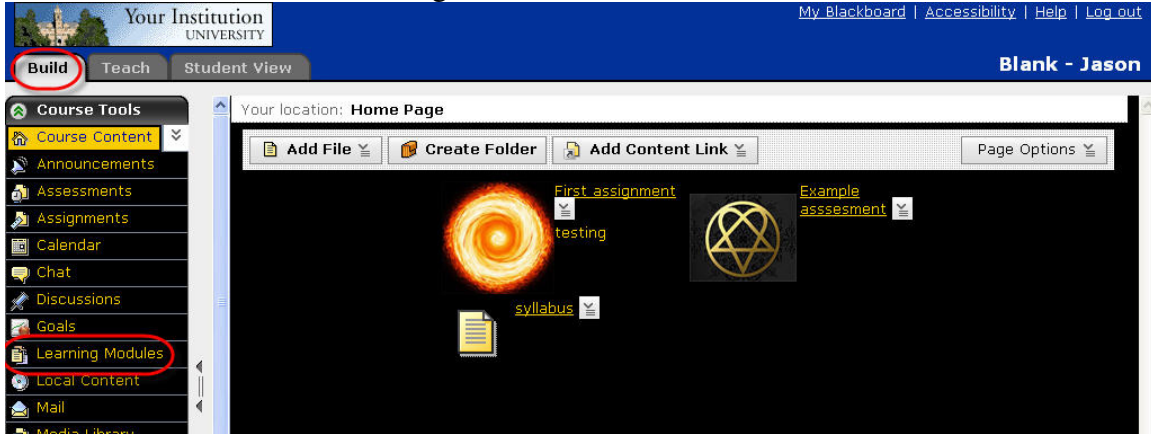 Your Institution
UNIVERSITY
My Blackboard | Accessibility | Help | Log out
Build Teach Student View
Blank - Jason
Course Tools
Course Content
Announcements
Assessments
Assignments
Calendar
Chat
Discussions
Goals
Learning Modules
Local Content
Mail
Media Library
Your location: Home Page
Add File Create Folder Add Content Link Page Options
First assignment
testing
Example
asssesment
syllabus